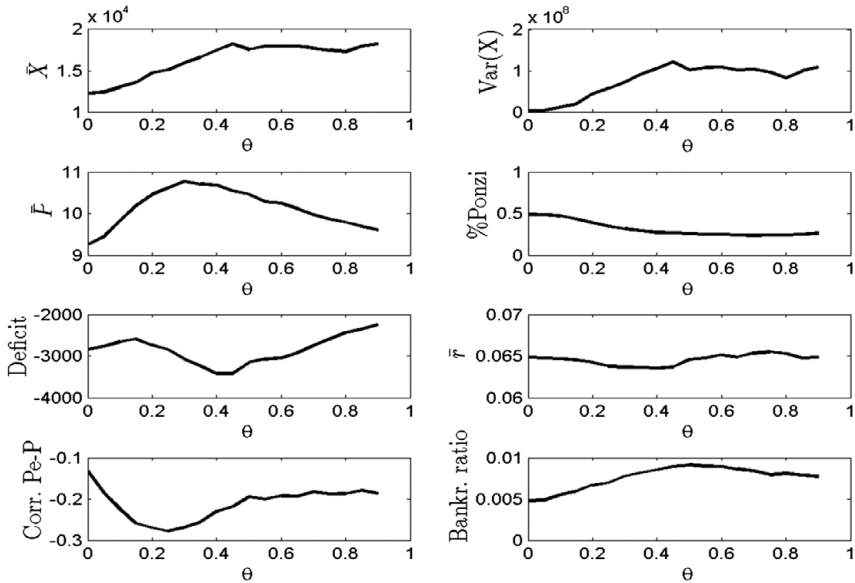 x 10^4
2
1.5
1
X̄
0 0.2 0.4 0.6 0.8 1
Θ
x 10^8
2
1
0
Var(X)
0 0.2 0.4 0.6 0.8 1
Θ
11
10
9
P̄
0 0.2 0.4 0.6 0.8 1
Θ
1
0.5
0
%Ponzi
0 0.2 0.4 0.6 0.8 1
Θ
-2000
-3000
-4000
Deficit
0 0.2 0.4 0.6 0.8 1
Θ
0.07
0.065
0.06
r̄
0 0.2 0.4 0.6 0.8 1
Θ
-0.1
-0.2
-0.3
Corr. Pe-P
0 0.2 0.4 0.6 0.8 1
Θ
0.01
0.005
0
Bankr. ratio
0 0.2 0.4 0.6 0.8 1
Θ